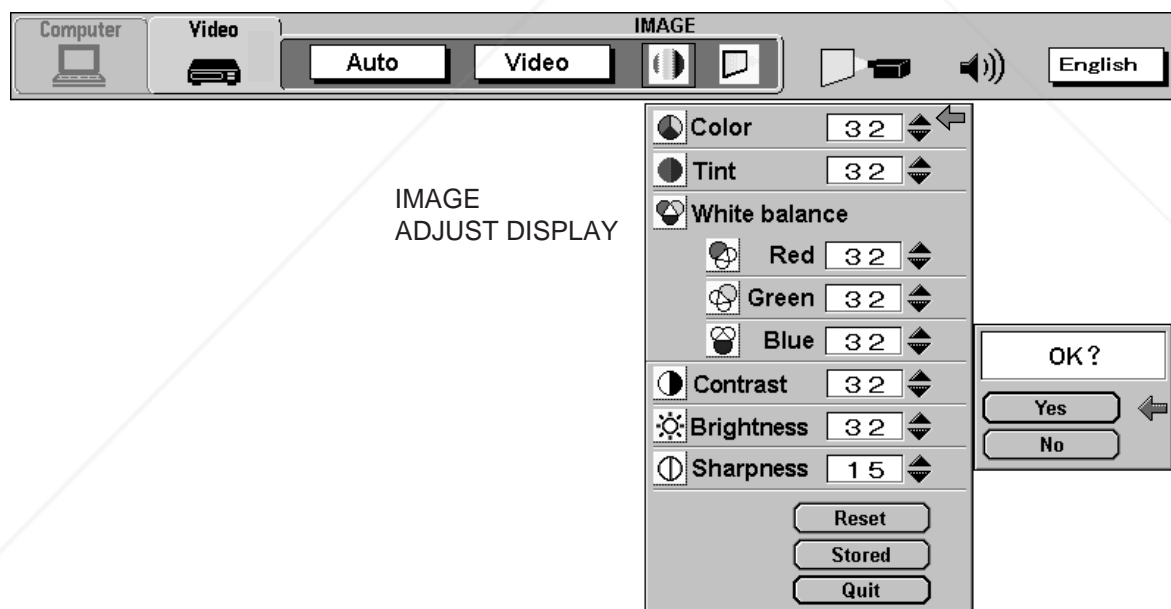 IMAGE
Computer Video
Auto Video English
Color 32
Tint 32
IMAGE
ADJUST DISPLAY
White balance
Red 32
Green 32
Blue 32
OK?
Contrast 32
Yes
Brightness 32
No
Sharpness 15
Reset
Stored
Quit